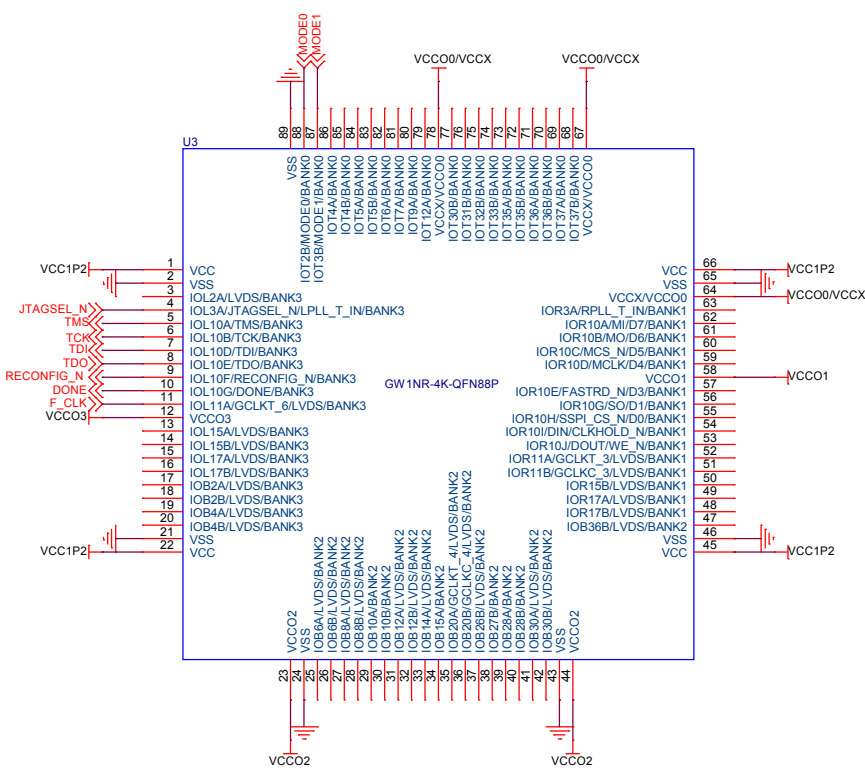 MODE0
MODE1
VCCO0/VCCX
VCCO0/VCCX
89
88
87
86
85
84
83
82
81
80
79
78
77
76
75
74
73
72
71
70
69
68
67
U3
VSS
IOT2B/MODE0/BANK0
IOT3B/MODE1/BANK0
IOT4A/BANK0
IOT4B/BANK0
IOT5A/BANK0
IOT5B/BANK0
IOT6A/BANK0
IOT7A/BANK0
IOT9A/BANK0
IOT12A/BANK0
VCCX/VCCO0
IOT30B/BANK0
IOT31B/BANK0
IOT32B/BANK0
IOT33B/BANK0
IOT35A/BANK0
IOT35B/BANK0
IOT36A/BANK0
IOT36B/BANK0
IOT37A/BANK0
IOT37B/BANK0
VCCX/VCCO0
VCC1P2 1 VCC
2 VSS
3 IOL2A/LVDS/BANK3
JTAGSEL_N 4 IOL3A/JTAGSEL_N/LPLL_T_IN/BANK3
TMS 5 IOL10A/TMS/BANK3
TCK 6 IOL10B/TCK/BANK3
TDI 7 IOL10D/TDI/BANK3
TDO 8 IOL10E/TDO/BANK3
RECONFIG_N 9 IOL10F/RECONFIG_N/BANK3
DONE 10 IOL10G/DONE/BANK3
F_CLK 11 IOL11A/GCLKT_6/LVDS/BANK3
VCCO3 12 VCCO3
13 IOL15A/LVDS/BANK3
14 IOL15B/LVDS/BANK3
15 IOL17A/LVDS/BANK3
16 IOL17B/LVDS/BANK3
17 IOB2A/LVDS/BANK3
18 IOB2B/LVDS/BANK3
19 IOB4A/LVDS/BANK3
20 IOB4B/LVDS/BANK3
21 VSS
VCC1P2 22 VCC
GW1NR-4K-QFN88P
VCC 66 VCC1P2
VSS 65
VCCX/VCCO0 64 VCCO0/VCCX
IOR3A/RPLL_T_IN/BANK1 63
IOR10A/MI/D7/BANK1 62
IOR10B/MO/D6/BANK1 61
IOR10C/MCS_N/D5/BANK1 60
IOR10D/MCLK/D4/BANK1 59
VCCO1 58 VCCO1
IOR10E/FASTRD_N/D3/BANK1 57
IOR10G/SO/D1/BANK1 56
IOR10H/SSPI_CS_N/D0/BANK1 55
IOR10I/DIN/CLKHOLD_N/BANK1 54
IOR10J/DOUT/WE_N/BANK1 53
IOR11A/GCLKT_3/LVDS/BANK1 52
IOR11B/GCLKC_3/LVDS/BANK1 51
IOR15B/LVDS/BANK1 50
IOR17A/LVDS/BANK1 49
IOR17B/LVDS/BANK1 48
IOB36B/LVDS/BANK2 47
VSS 46
VCC 45 VCC1P2
VCCO2
VSS
IOB6A/LVDS/BANK2
IOB6B/LVDS/BANK2
IOB8A/LVDS/BANK2
IOB8B/LVDS/BANK2
IOB10A/BANK2
IOB10B/BANK2
IOB12A/LVDS/BANK2
IOB12B/LVDS/BANK2
IOB14A/LVDS/BANK2
IOB15A/BANK2
IOB20A/GCLKT_4/LVDS/BANK2
IOB20B/GCLKC_4/LVDS/BANK2
IOB26B/LVDS/BANK2
IOB27B/BANK2
IOB28A/BANK2
IOB28B/BANK2
IOB30A/LVDS/BANK2
IOB30B/LVDS/BANK2
VSS
VCCO2
23
24
25
26
27
28
29
30
31
32
33
34
35
36
37
38
39
40
41
42
43
44
VCCO2
VCCO2